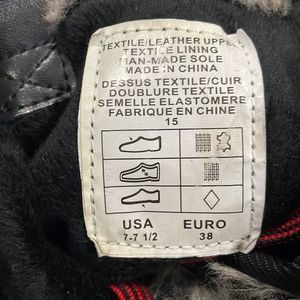 TEXTILE/LEATHER UPPER
TEXTILE LINING
MAN-MADE SOLE
MADE IN CHINA
DESSUS TEXTILE/CUIR
DOUBLURE TEXTILE
SEMELLE ELASTOMERE
FABRIQUE EN CHINE
15
USA EURO
7-7 1/2 38